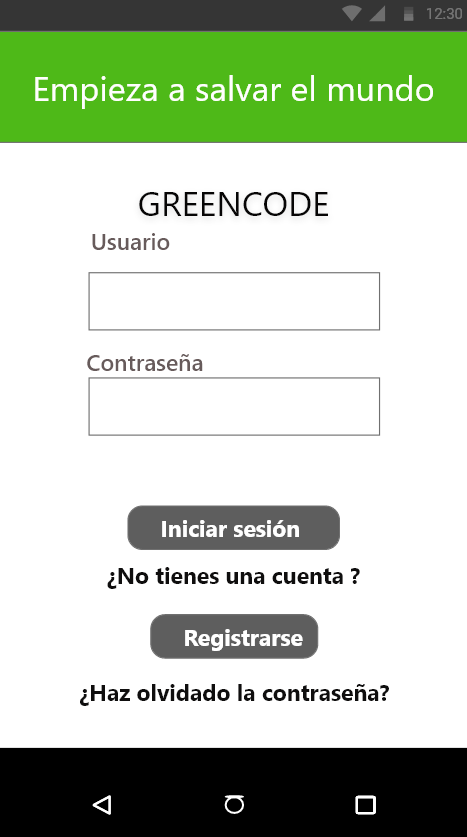 12:30
Empieza a salvar el mundo
GREENCODE
Usuario
Contraseña
Iniciar sesión
¿No tienes una cuenta ?
Registrarse
¿Haz olvidado la contraseña?